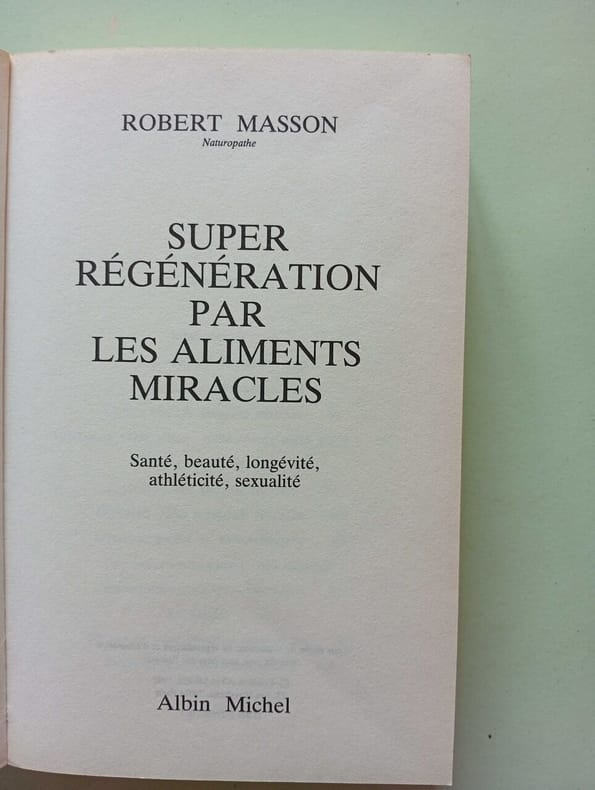 ROBERT MASSON
Naturopathe
SUPER
RÉGÉNÉRATION
PAR
LES ALIMENTS
MIRACLES
Santé, beauté, longévité,
athléticité, sexualité
Albin Michel